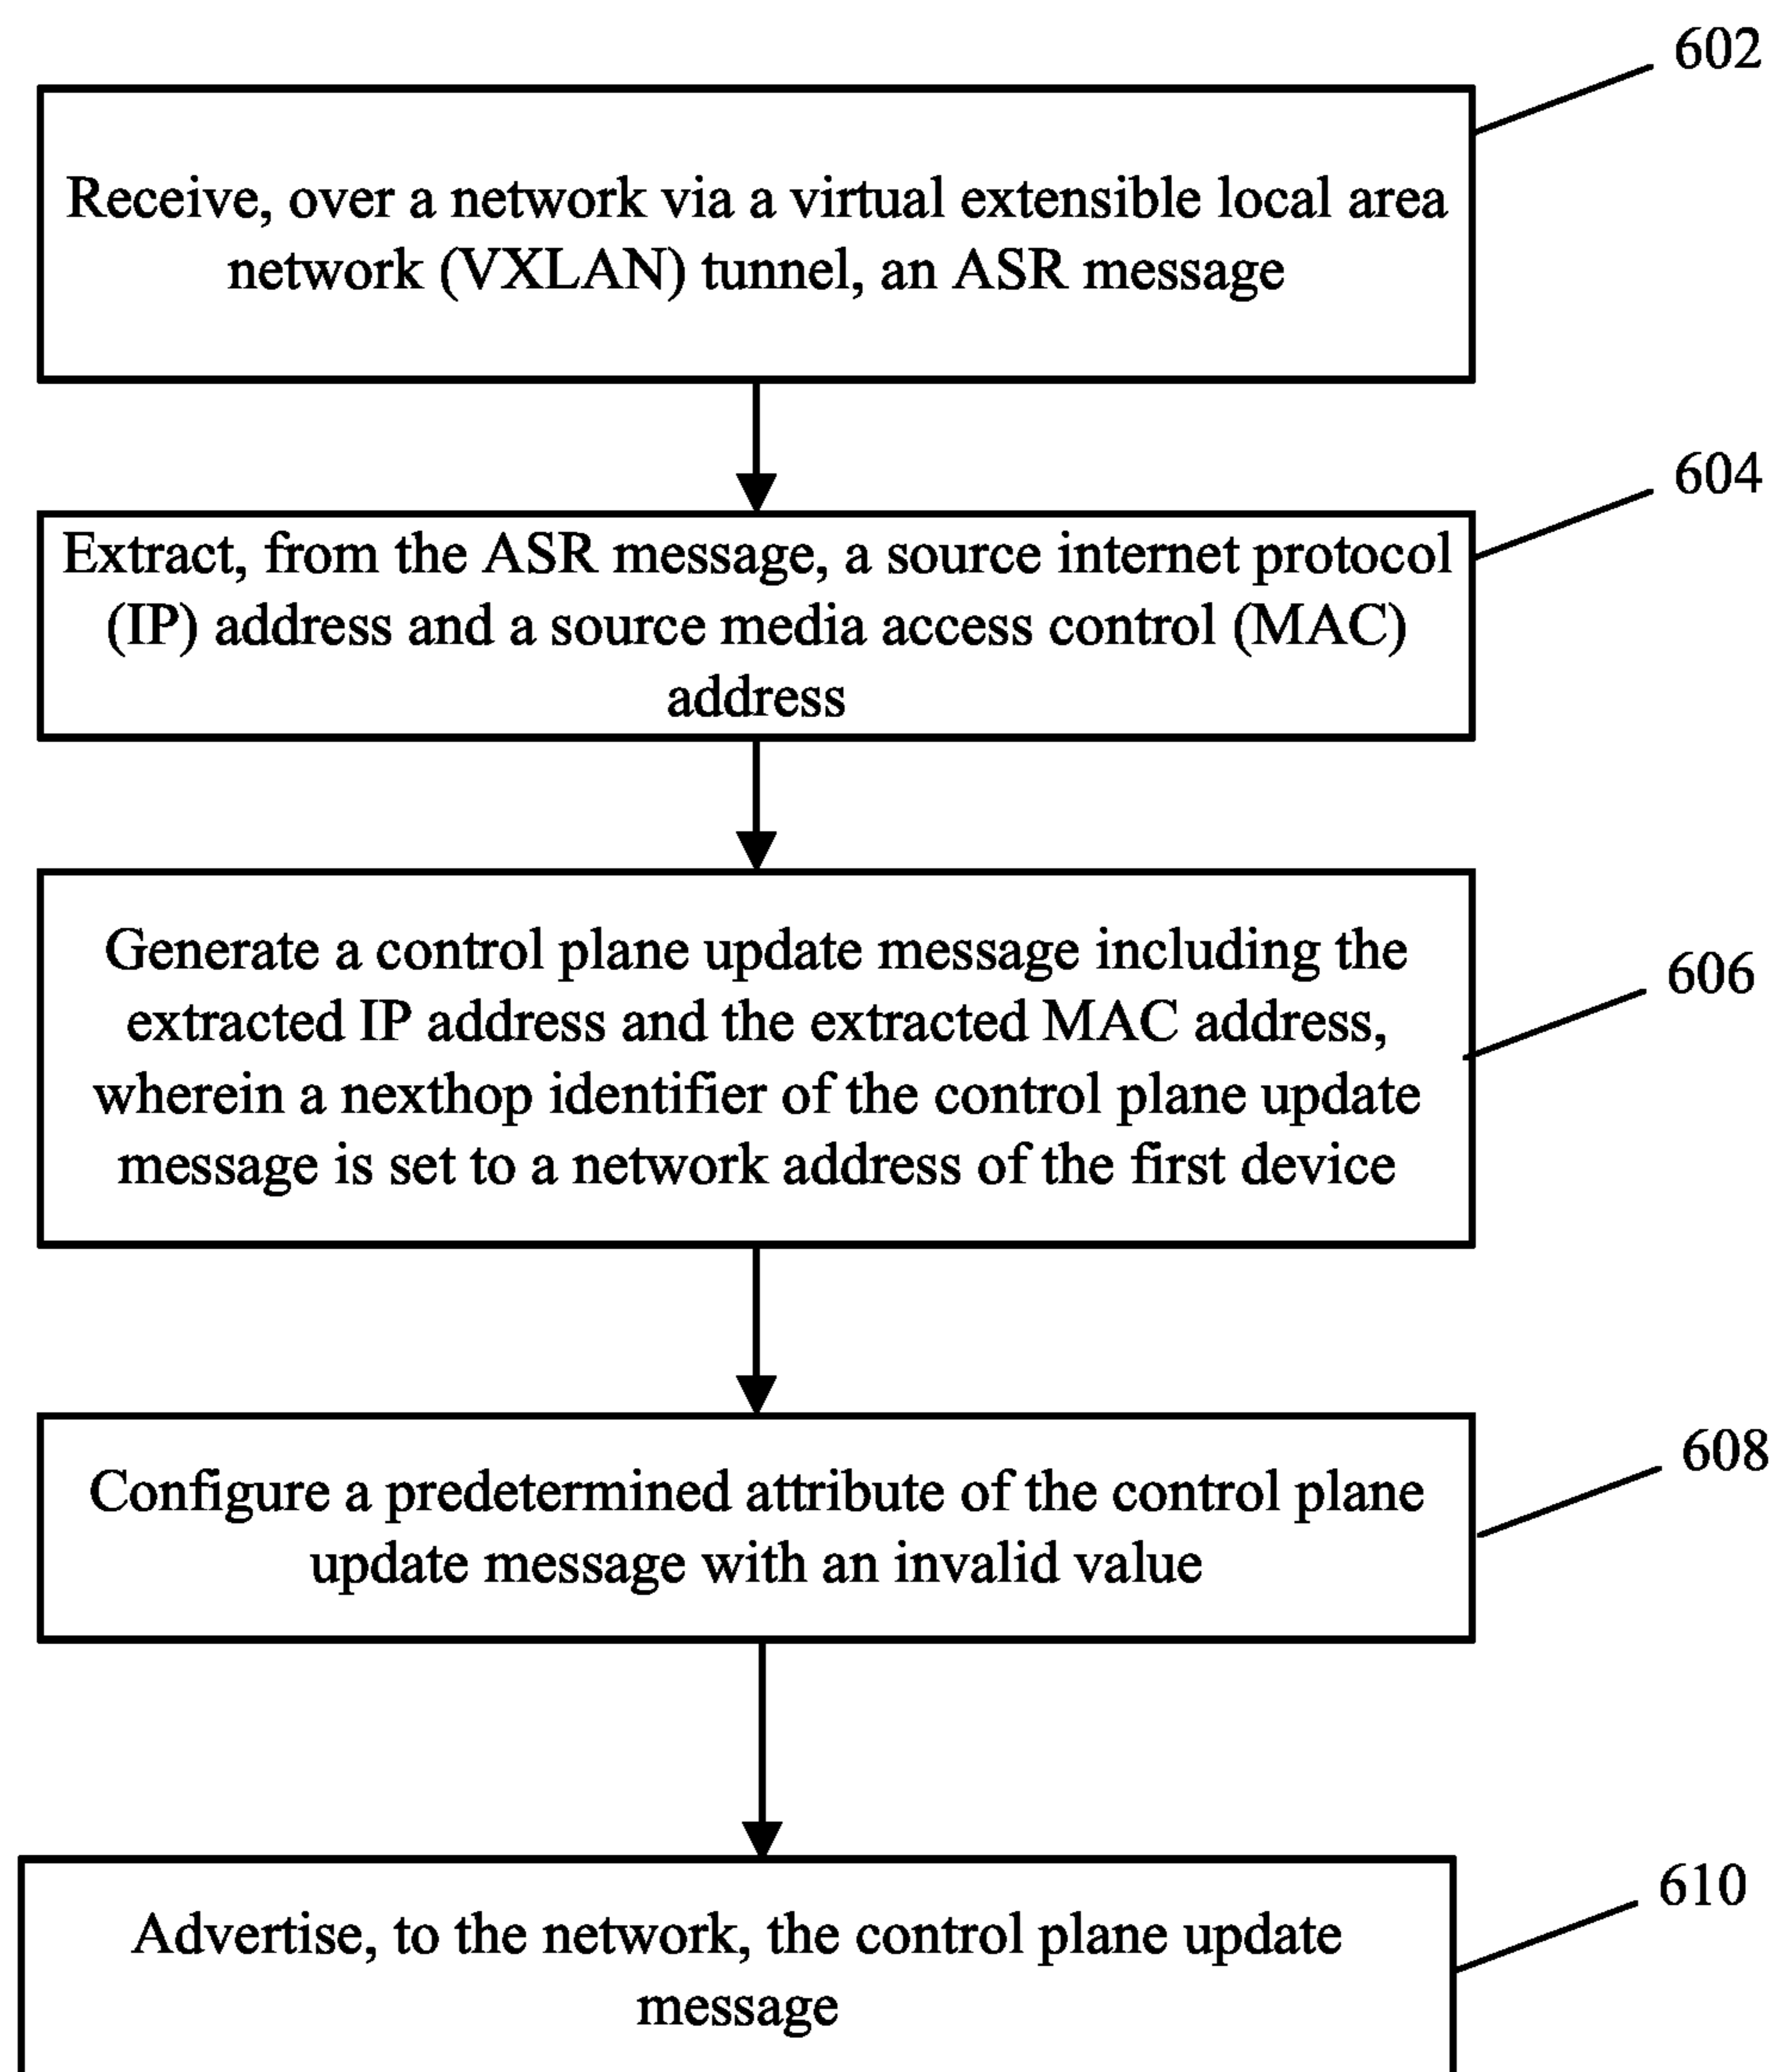 602
Receive, over a network via a virtual extensible local area
network (VXLAN) tunnel, an ASR message
604
Extract, from the ASR message, a source internet protocol
(IP) address and a source media access control (MAC)
address
Generate a control plane update message including the
606
extracted IP address and the extracted MAC address,
wherein a nexthop identifier of the control plane update
message is set to a network address of the first device
608
Configure a predetermined attribute of the control plane
update message with an invalid value
610
Advertise, to the network, the control plane update
message